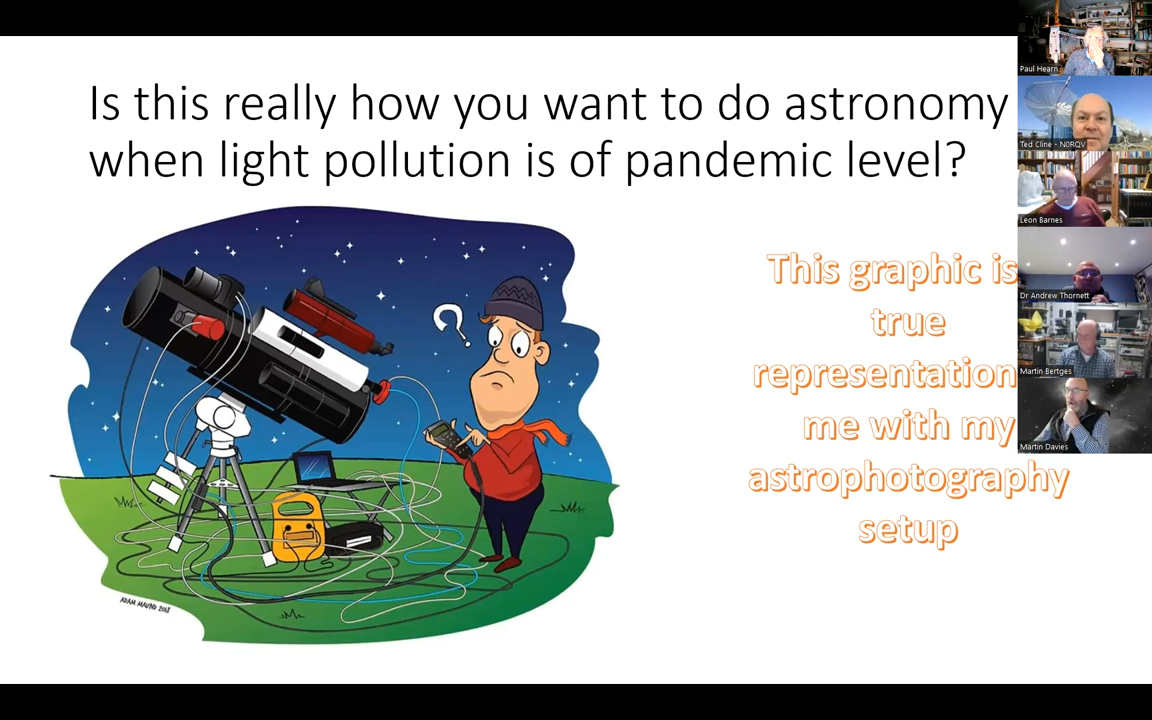 Is this really how you want to do astronomy
when light pollution is of pandemic level?
This graphic is
true
representation
me with my
astrophotography
setup
?
ADAM MAUND 2018
Paul Hearn
Ted Cline - N0RQV
Leon Barnes
Dr Andrew Thornett
Martin Bertges
Martin Davies